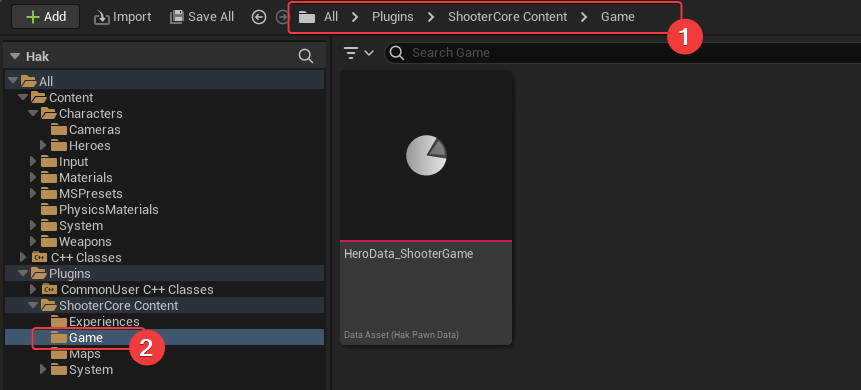 Add Import Save All All Plugins ShooterCore Content Game
1
Hak
Search Game
All
Content
Characters
Cameras
Heroes
Input
Materials
MSPresets
PhysicsMaterials
System
Weapons
C++ Classes
Plugins
CommonUser C++ Classes
ShooterCore Content
Experiences
Game
2
Maps
System
HeroData_ShooterGame
Data Asset (Hak Pawn Data)